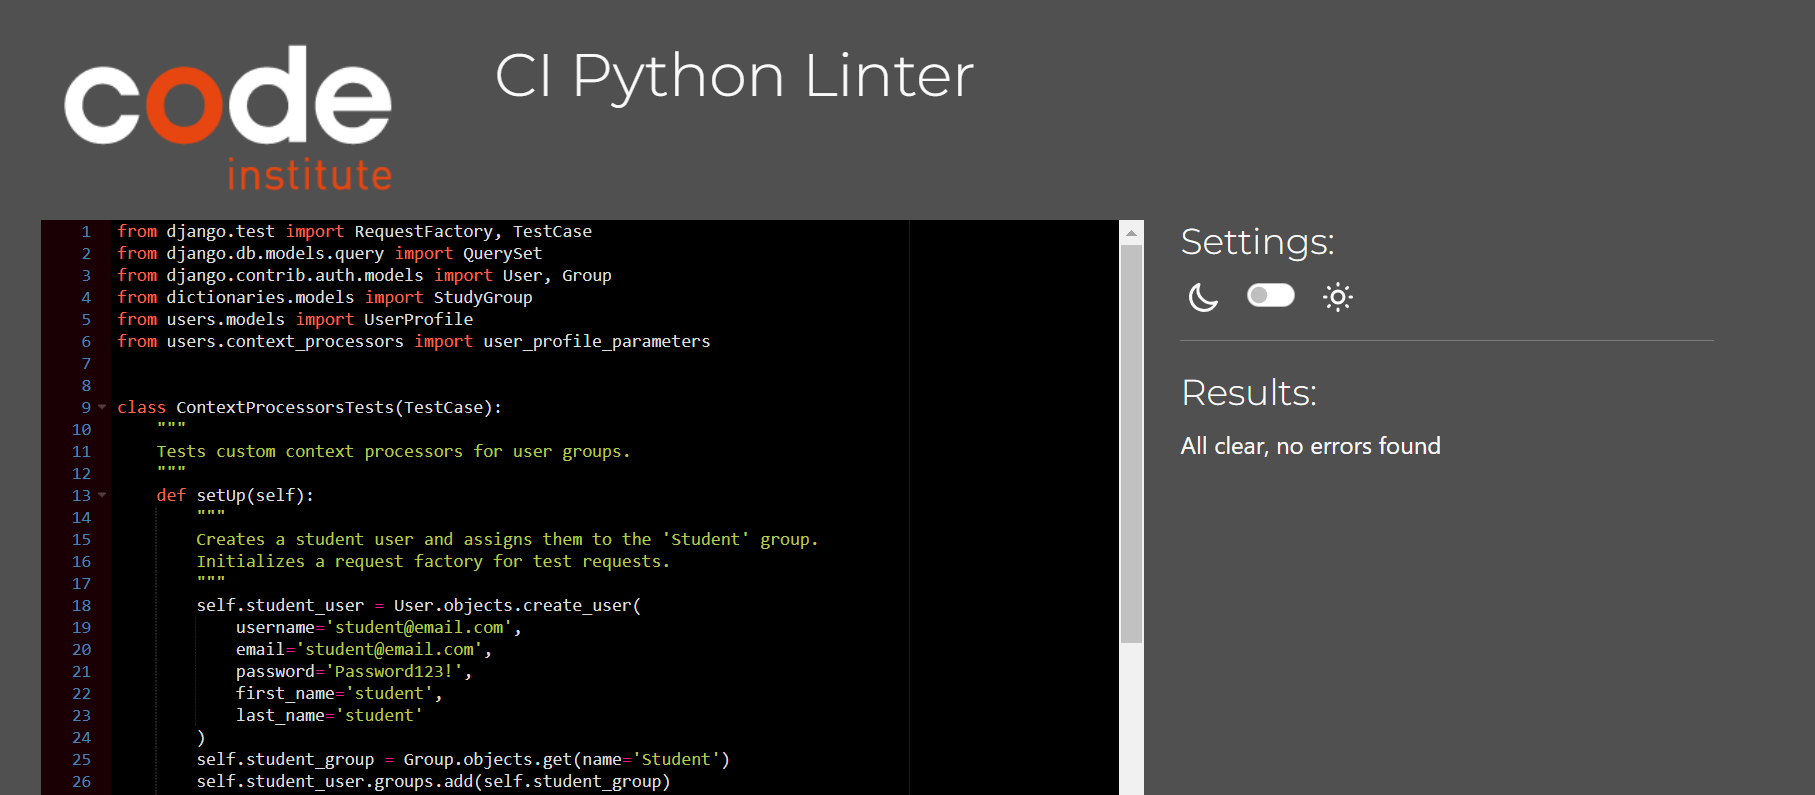 code
institute
CI Python Linter
1 from django.test import RequestFactory, TestCase
2 from django.db.models.query import QuerySet
3 from django.contrib.auth.models import User, Group
4 from dictionaries.models import StudyGroup
5 from users.models import UserProfile
6 from users.context_processors import user_profile_parameters
7
8
9 class ContextProcessorsTests(TestCase):
10     """
11     Tests custom context processors for user groups.
12     """
13     def setUp(self):
14         """
15         Creates a student user and assigns them to the 'Student' group.
16         Initializes a request factory for test requests.
17         """
18         self.student_user = User.objects.create_user(
19             username='student@email.com',
20             email='student@email.com',
21             password='Password123!',
22             first_name='student',
23             last_name='student'
24         )
25         self.student_group = Group.objects.get(name='Student')
26         self.student_user.groups.add(self.student_group)
Settings:
Results:
All clear, no errors found